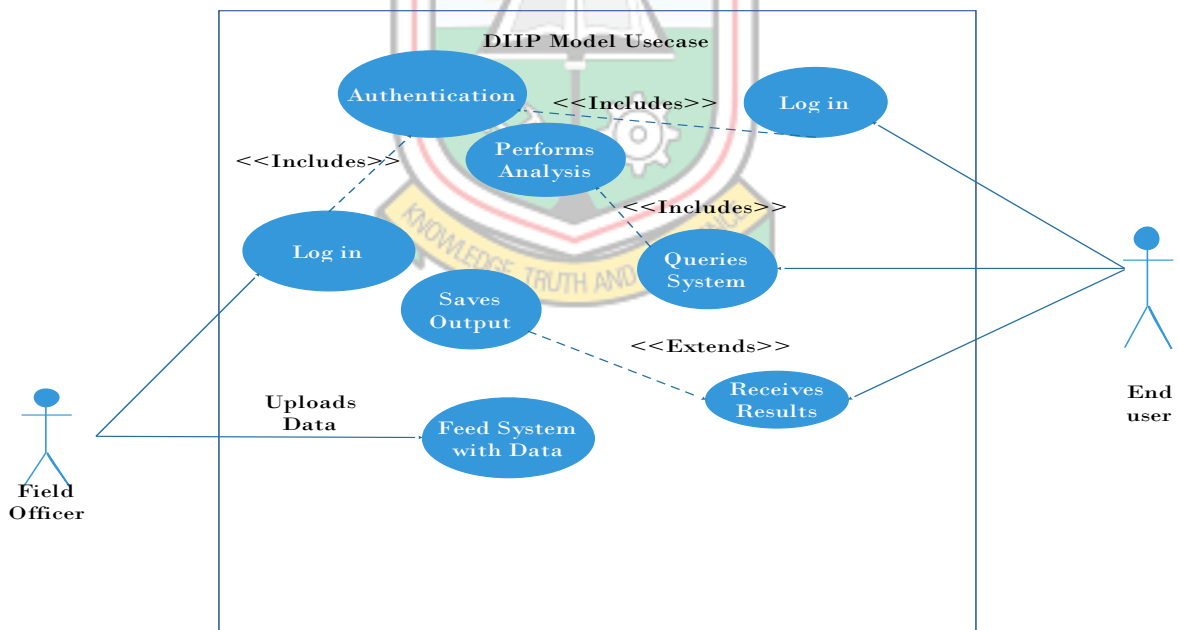 DIIP Model Usecase
Authentication
<<Includes>>
Log in
Performs
Analysis
<<Includes>>
<<Includes>>
Log in
Queries
System
KNOWLEDGE, TRUTH AND
Saves
Output
<<Extends>>
Receives
Results
End
user
Uploads
Data
Feed System
with Data
Field
Officer